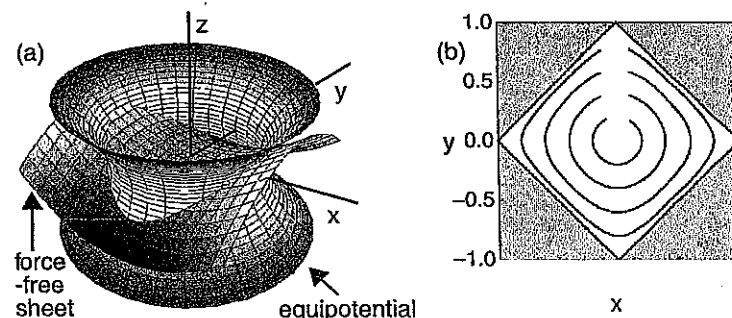 (a)
z
y
x
force
-free
sheet
equipotential
(b)
1.0
0.5
y 0.0
−0.5
−1.0
x